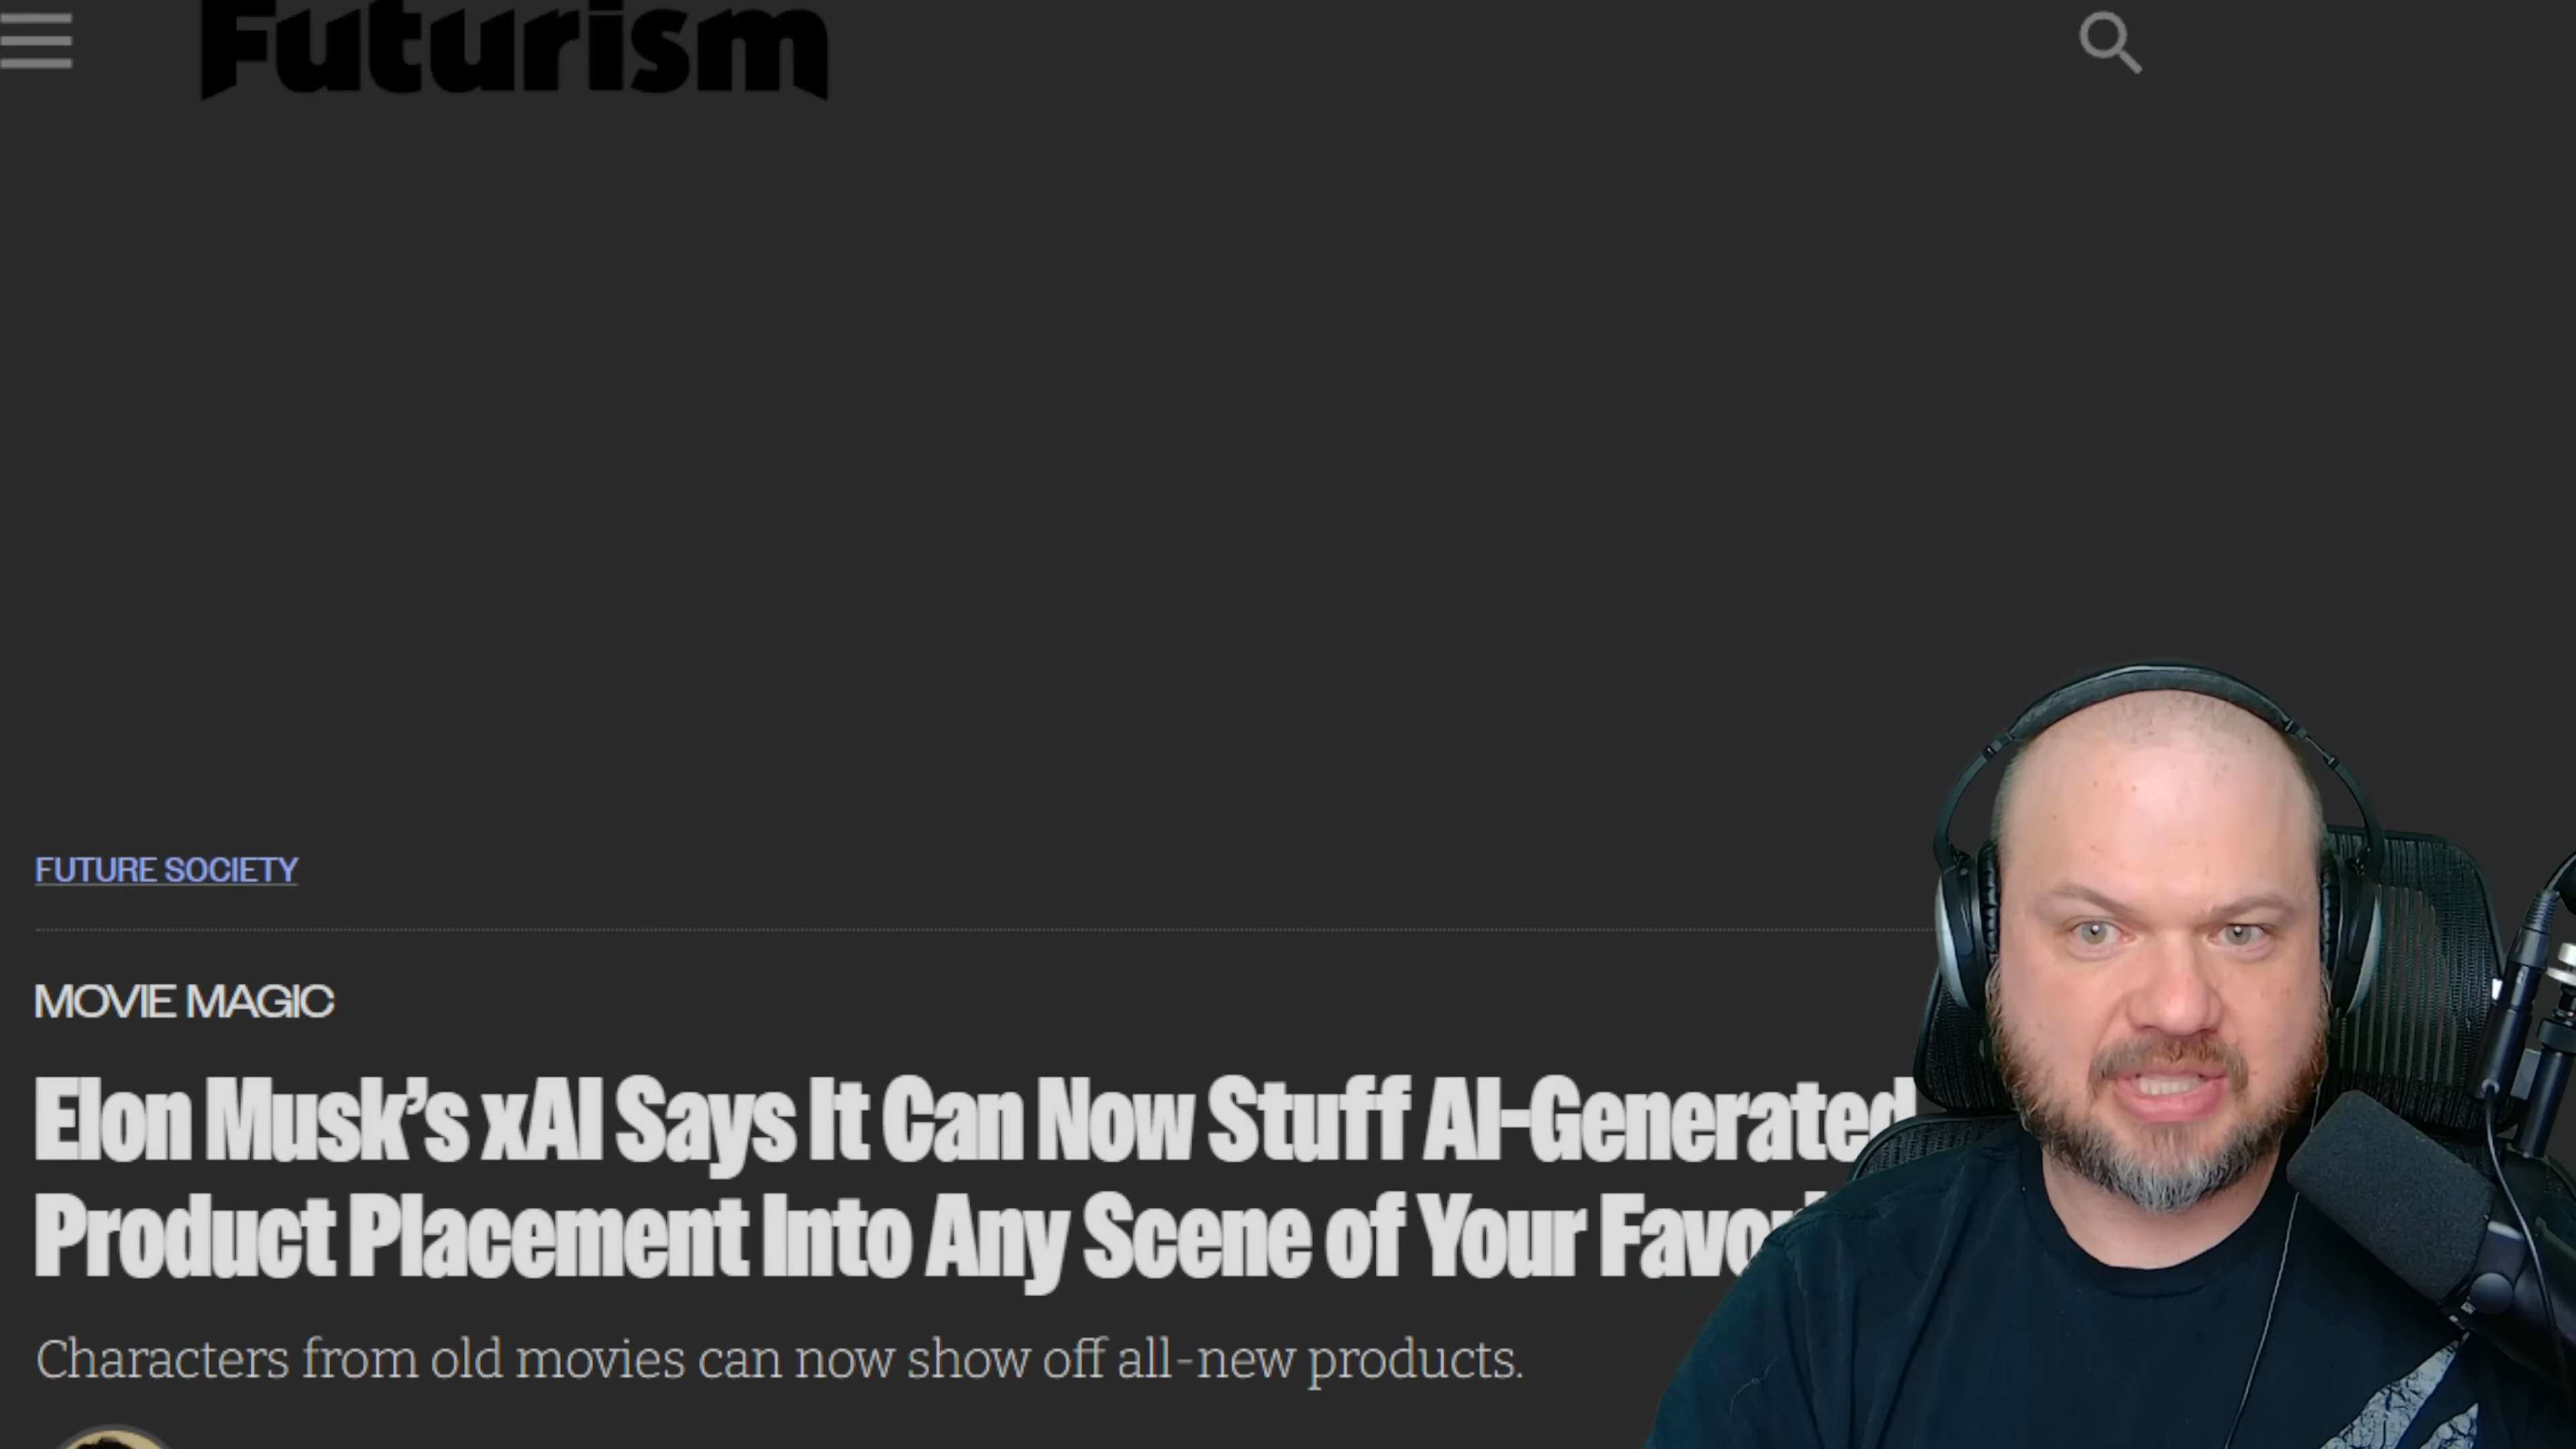 Futurism
FUTURE SOCIETY
MOVIE MAGIC
Elon Musk's xAI Says It Can Now Stuff AI-Generated
Product Placement Into Any Scene of Your
Characters from old movies can now show off all-new products.